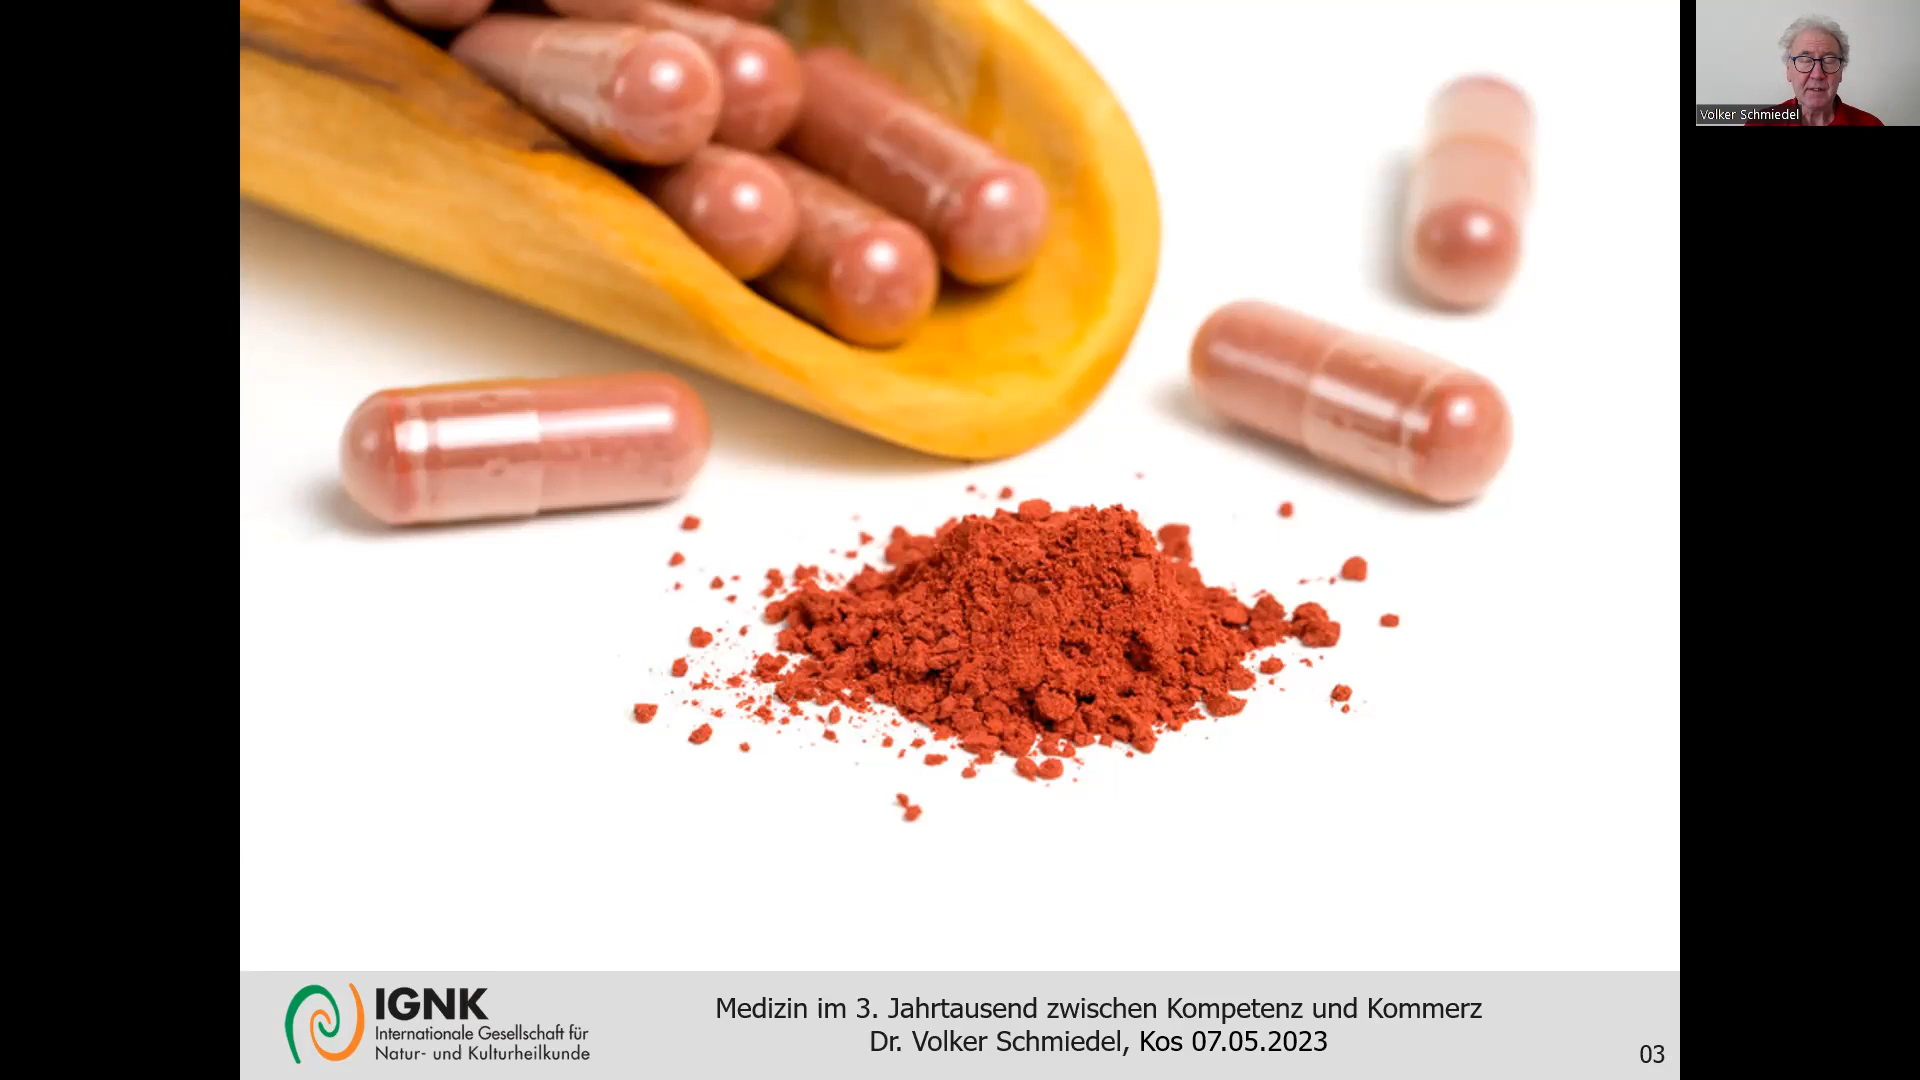 Volker Schmiedel
IGNK
Internationale Gesellschaft für
Natur- und Kulturheilkunde
Medizin im 3. Jahrtausend zwischen Kompetenz und Kommerz
Dr. Volker Schmiedel, Kos 07.05.2023
03